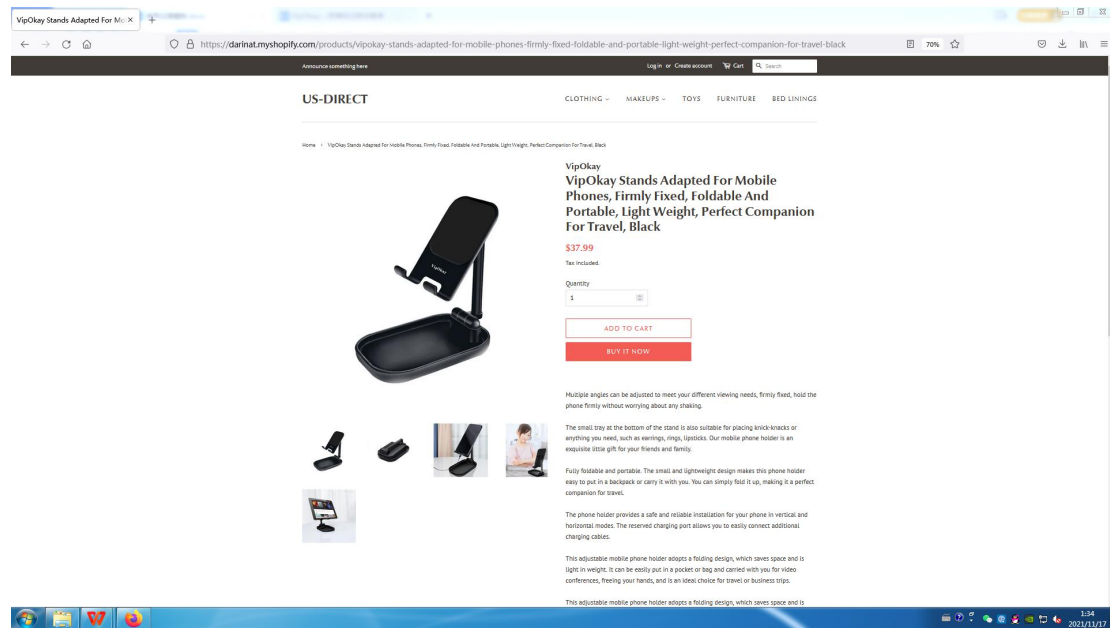 VipOkay Stands Adapted For Mo
https://darinat.myshopify.com/products/vipokay-stands-adapted-for-mobile-phones-firmly-fixed-foldable-and-portable-light-weight-perfect-companion-for-travel-black
70%
Announce something here
Log in or Create account Cart Search
US-DIRECT
CLOTHING MAKEUPS TOYS FURNITURE BED LININGS
Home › VipOkay Stands Adapted For Mobile Phones, Firmly Fixed, Foldable And Portable, Light Weight, Perfect Companion For Travel, Black
VipOkay
VipOkay Stands Adapted For Mobile
Phones, Firmly Fixed, Foldable And
Portable, Light Weight, Perfect Companion
For Travel, Black
$37.99
Tax included.
Quantity
1
ADD TO CART
BUY IT NOW
VipOkay
Multiple angles can be adjusted to meet your different viewing needs, firmly fixed, hold the
phone firmly without worrying about any shaking.
The small tray at the bottom of the stand is also suitable for placing knick-knacks or
anything you need, such as earrings, rings, lipsticks. Our mobile phone holder is an
exquisite little gift for your friends and family.
Fully foldable and portable. The small and lightweight design makes this phone holder
easy to put in a backpack or carry it with you. You can simply fold it up, making it a perfect
companion for travel.
The phone holder provides a safe and reliable installation for your phone in vertical and
horizontal modes. The reserved charging port allows you to easily connect additional
charging cables.
This adjustable mobile phone holder adopts a folding design, which saves space and is
light in weight. It can be easily put in a pocket or bag and carried with you for video
conferences, freeing your hands, and is an ideal choice for travel or business trips.
This adjustable mobile phone holder adopts a folding design, which saves space and is
1:34
2021/11/17